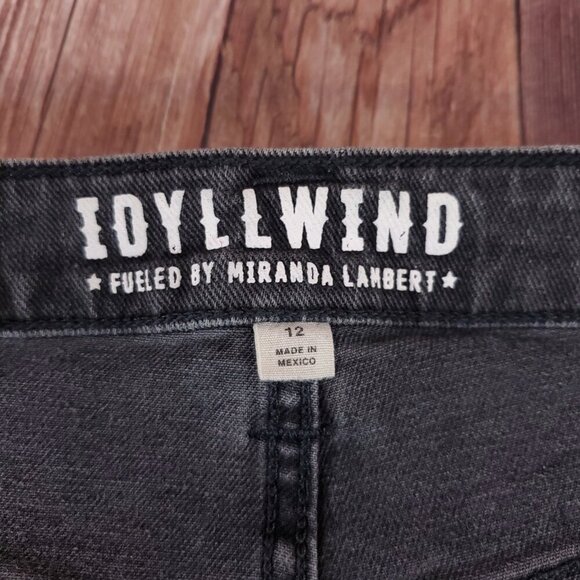 IDYLLWIND
★ FUELED BY MIRANDA LAMBERT ★
12
MADE IN
MEXICO